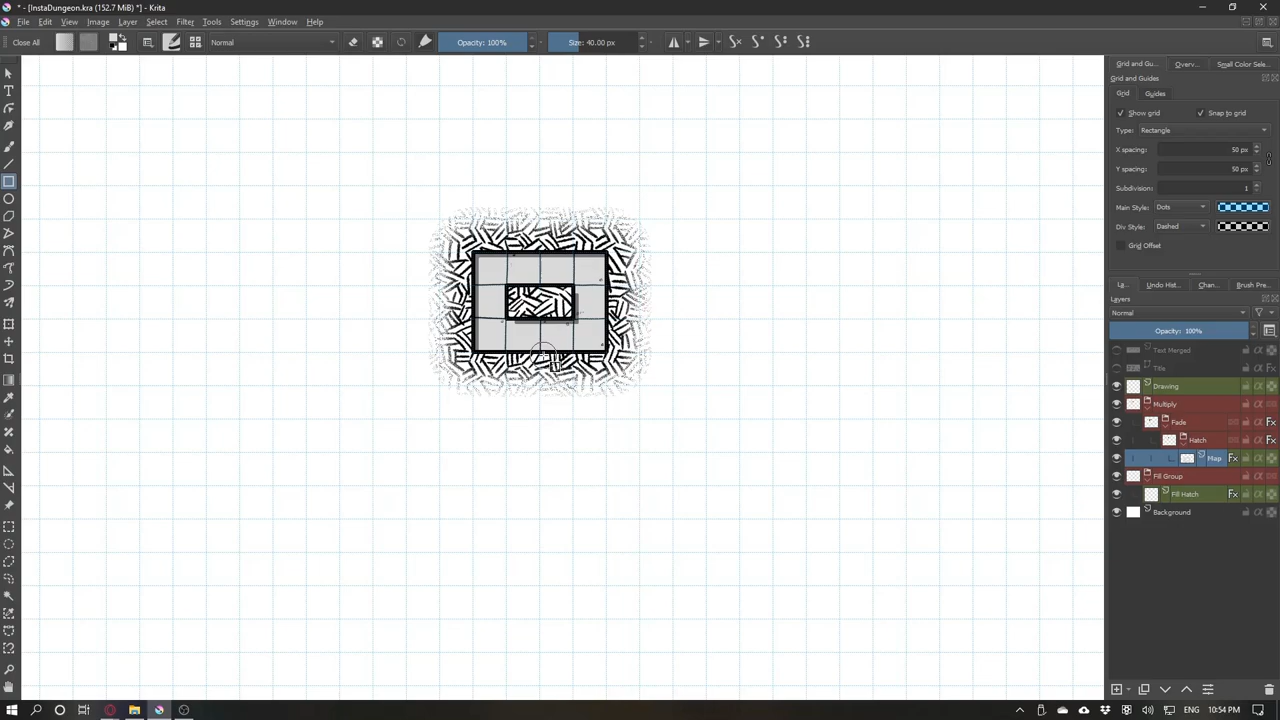 * - [InstaDungeon.kra (152.7 MiB) *] - Krita
File Edit View Image Layer Select Filter Tools Settings Window Help
Close All Normal Opacity: 100% Size: 40.00 px
Grid and Gu... Overv... Small Color Sele...
Grid and Guides
Grid Guides
Show grid Snap to grid
Type: Rectangle
X spacing: 50 px
Y spacing: 50 px
Subdivision: 1
Main Style: Dots
Div Style: Dashed
Grid Offset
La... Undo Hist... Chan... Brush Pre...
Layers
Normal
Opacity: 100%
Text Merged
Title
Drawing
Multiply
Fade
Hatch
Map
Fill Group
Fill Hatch
Background
ENG 10:54 PM